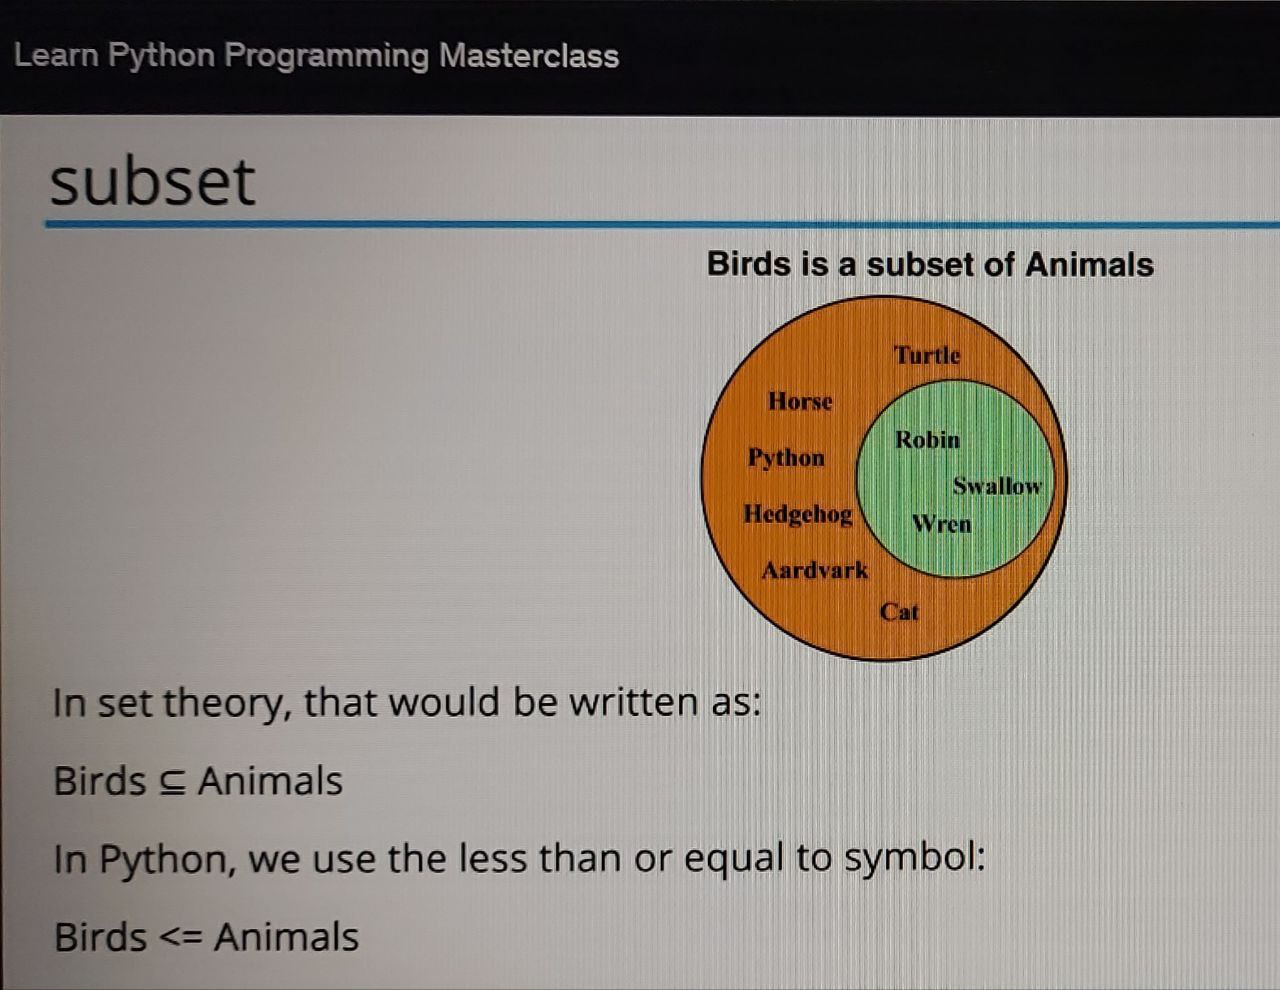 Learn Python Programming Masterclass
subset
Birds is a subset of Animals
Turtle
Horse
Robin
Python
Swallow
Hedgehog
Wren
Aardvark
Cat
In set theory, that would be written as:
Birds ⊆ Animals
In Python, we use the less than or equal to symbol:
Birds <= Animals